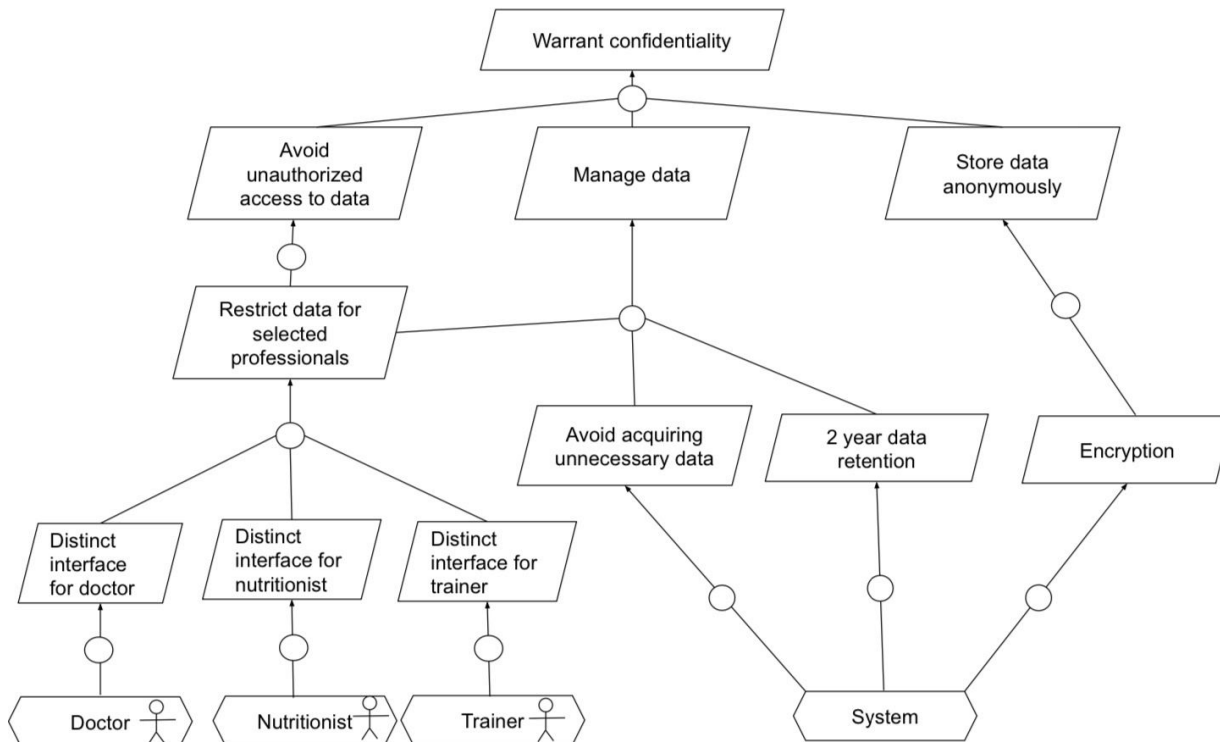 Warrant confidentiality
Avoid
unauthorized
access to data
Manage data
Store data
anonymously
Restrict data for
selected
professionals
Avoid acquiring
unnecessary data
2 year data
retention
Encryption
Distinct
interface
for doctor
Distinct
interface for
nutritionist
Distinct
interface for
trainer
Doctor
Nutritionist
Trainer
System